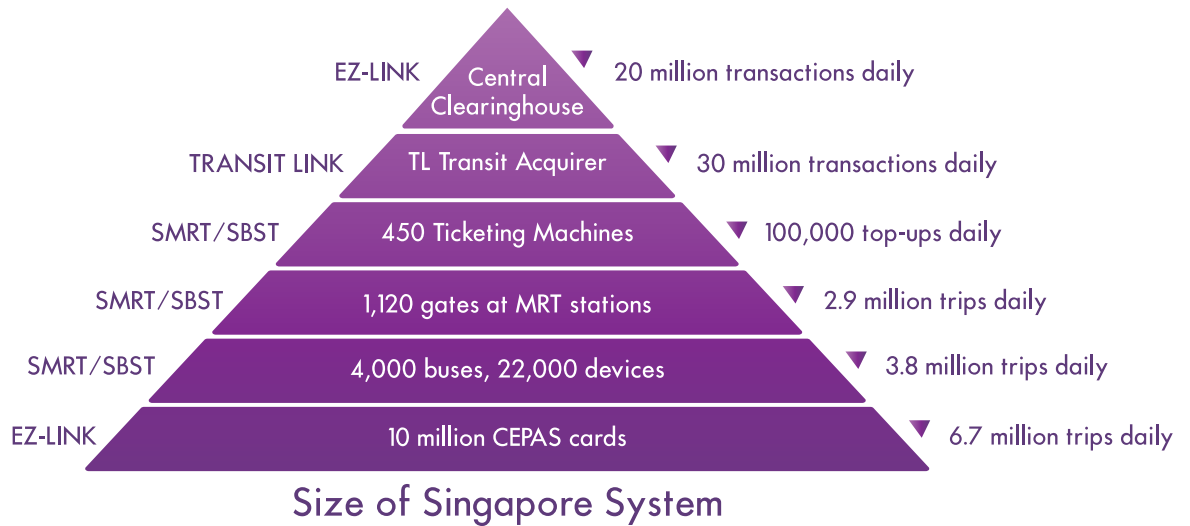 EZ-LINK
Central
Clearinghouse
20 million transactions daily
TRANSIT LINK
TL Transit Acquirer
30 million transactions daily
SMRT/SBST
450 Ticketing Machines
100,000 top-ups daily
SMRT/SBST
1,120 gates at MRT stations
2.9 million trips daily
SMRT/SBST
4,000 buses, 22,000 devices
3.8 million trips daily
EZ-LINK
10 million CEPAS cards
6.7 million trips daily
Size of Singapore System